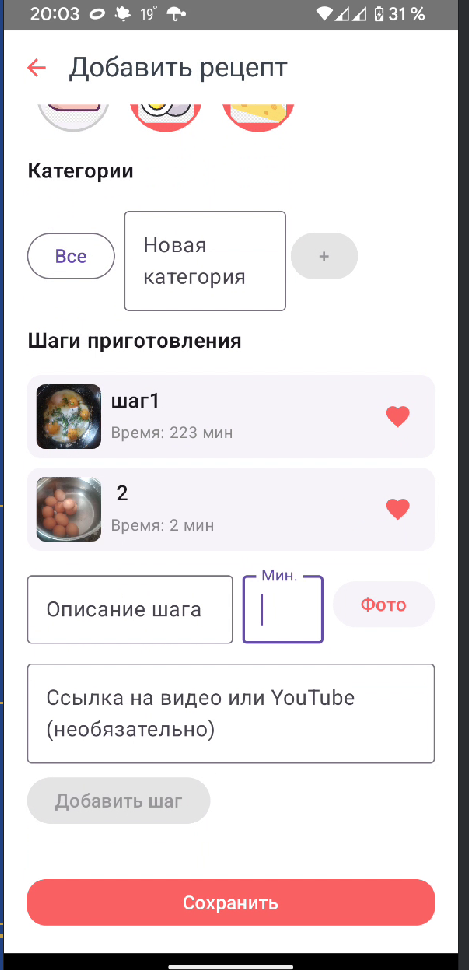 20:03 19° 31 %
Добавить рецепт
Категории
Все
Новая
категория
+
Шаги приготовления
шаг1
Время: 223 мин
2
Время: 2 мин
Описание шага
Мин.
Фото
Ссылка на видео или YouTube
(необязательно)
Добавить шаг
Сохранить